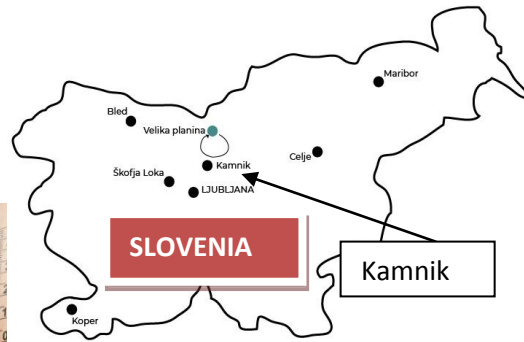 Maribor
Bled
Velika planina
Celje
Kamnik
Škofja Loka
LJUBLJANA
SLOVENIA
Kamnik
Koper